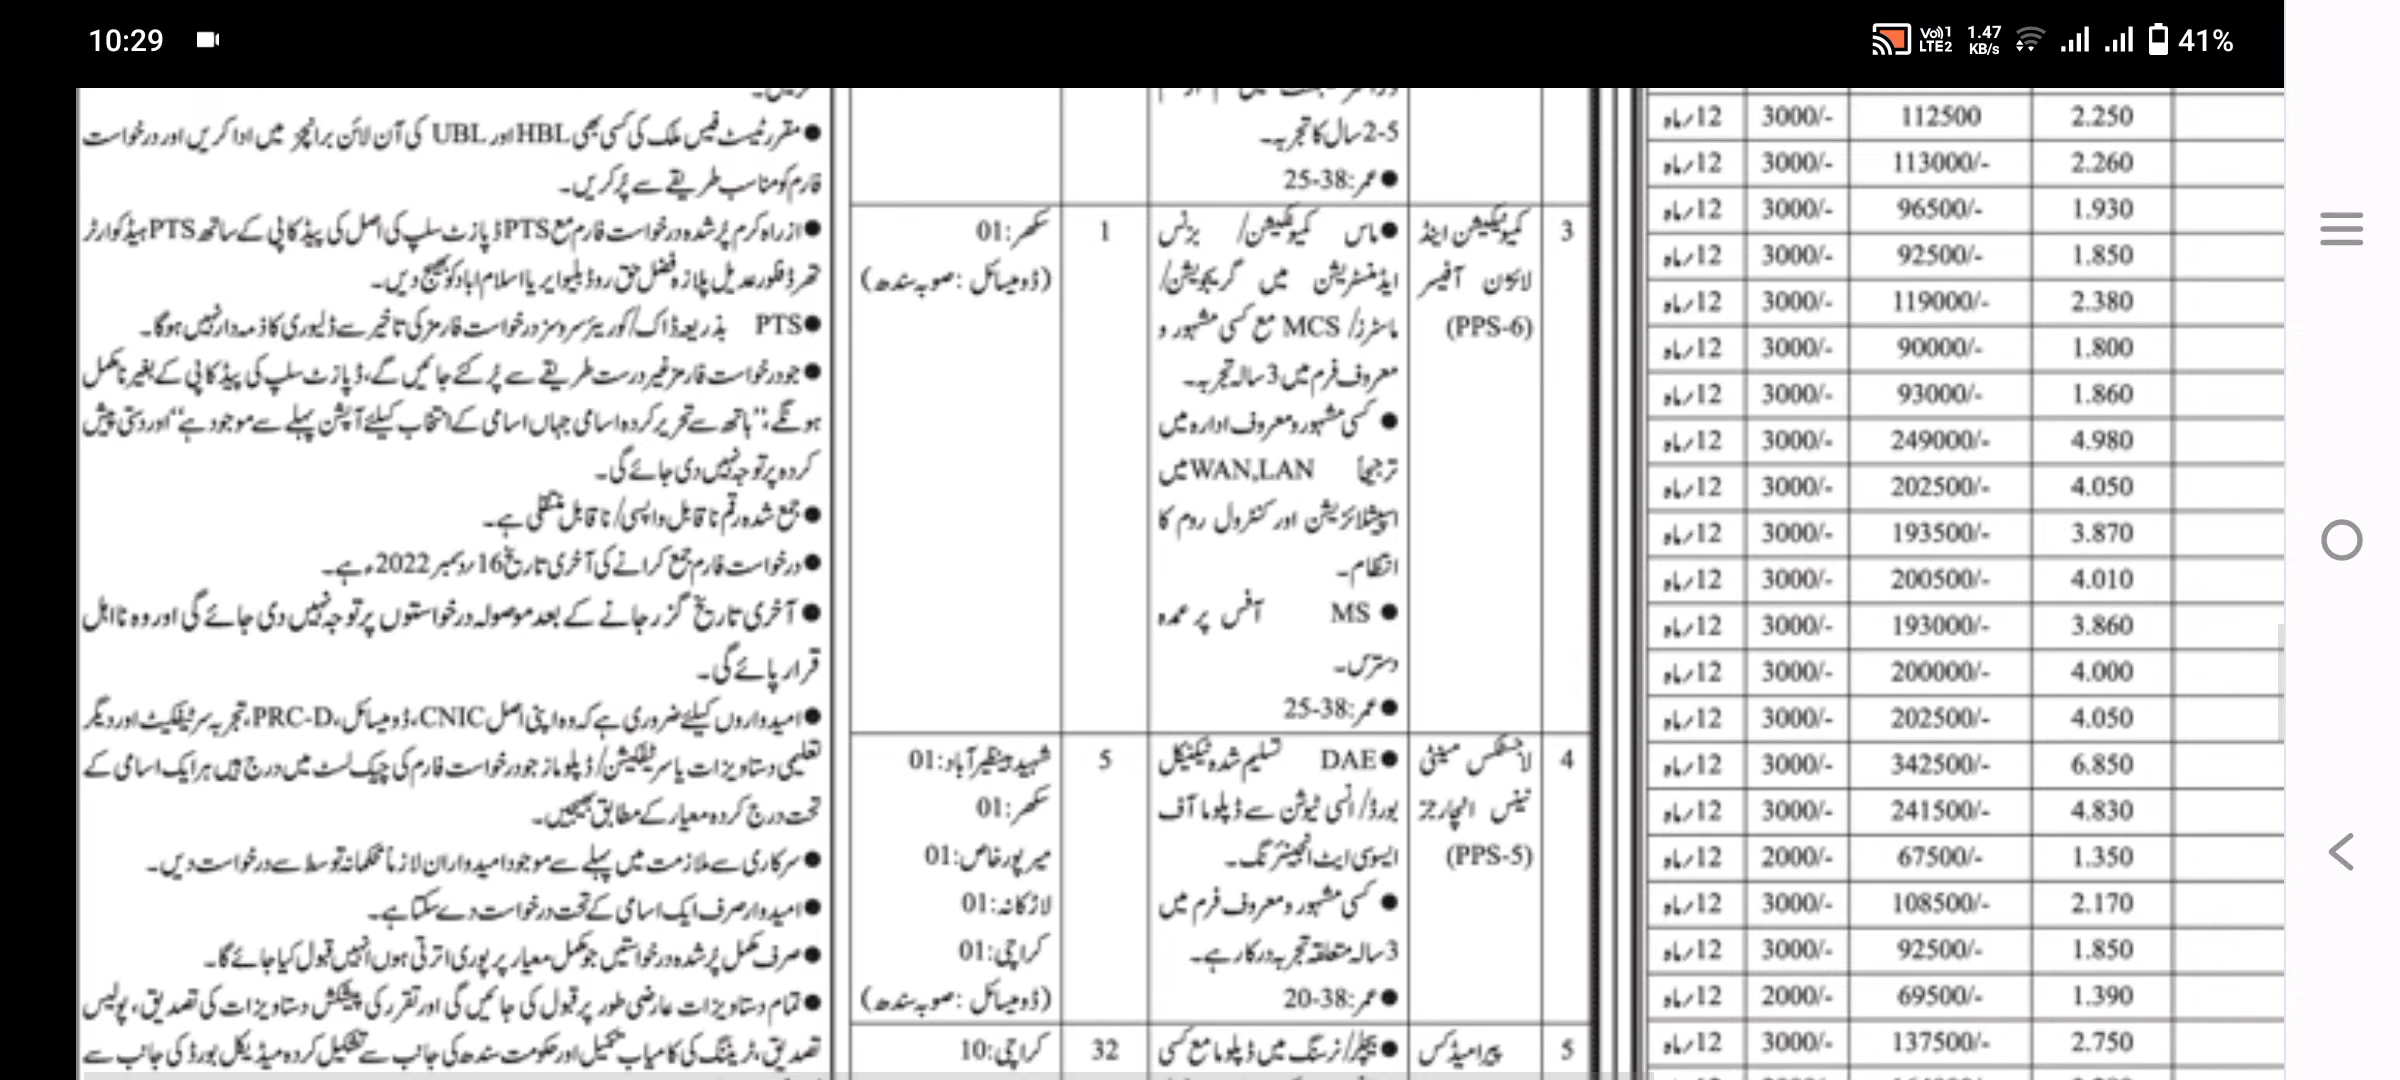 10:29
Vo)) 1 LTE2 1.47 KB/s 41%
● مقرر ٹیسٹ فیس ملک کی کسی بھی HBL اور UBL کی آن لائن برانچز میں ادا کریں اور درخواست
فارم کو مناسب طریقے سے پُر کریں۔
● ازراہ کرم پُر شدہ درخواست فارم مع PTS ڈپازٹ سلپ کی اصل کی پیڈ کاپی کے ساتھ PTS ہیڈ کوارٹر
تھرڈ فلور عدیل پلازہ فضل حق روڈ بلیو ایریا اسلام اباد کو بھیج دیں۔
● PTS بذریعہ ڈاک/کوریئر سروسز درخواست فارمز کی تاخیر سے ڈلیوری کا ذمہ دار نہیں ہوگا۔
● جو درخواست فارمز غیر درست طریقے سے پُر کئے جائیں گے، ڈپازٹ سلپ کی پیڈ کاپی کے بغیر نامکمل
ہونگے، "ہاتھ سے تحریر کردہ اسامی جہاں اسامی کے انتخاب کیلئے آپشن پہلے سے موجود ہے" اور دستی پیش
کردہ پر توجہ نہیں دی جائے گی۔
● جمع شدہ رقم ناقابل واپسی/ ناقابل منتقلی ہے۔
● درخواست فارم جمع کرانے کی آخری تاریخ 16 دسمبر 2022ء ہے۔
● آخری تاریخ گزر جانے کے بعد موصولہ درخواستوں پر توجہ نہیں دی جائے گی اور وہ نااہل
قرار پائے گی۔
● امیدواروں کیلئے ضروری ہے کہ وہ اپنی اصل CNIC، ڈومیسائل، PRC-D، تجربہ سرٹیفکیٹ اور دیگر
تعلیمی دستاویزات یا سرٹیفکیٹس/ ڈپلوماز جو درخواست فارم کی چیک لسٹ میں درج ہیں ہر ایک اسامی کے
تحت درج کردہ معیار کے مطابق بھیجیں۔
● سرکاری سے ملازمت میں پہلے سے موجود امیدواران لازماً محکمانہ توسط سے درخواست دیں۔
● امیدوار صرف ایک اسامی کے تحت درخواست دے سکتا ہے۔
● صرف مکمل پُر شدہ درخواستیں جو مکمل معیار پر پوری اترتی ہوں انہیں قبول کیا جائے گا۔
● تمام دستاویزات عارضی طور پر قبول کی جائیں گی اور تقرر کی پیشکش دستاویزات کی تصدیق، پولیس
تصدیق، ٹریننگ کی کامیاب تکمیل اور حکومت سندھ کی جانب سے تشکیل کردہ میڈیکل بورڈ کی جانب سے
2-5 سال کا تجربہ۔
● عمر: 25-38
3
کمیونیکیشن اینڈ
لائژن آفیسر
(PPS-6)
● ماس کمیونیکیشن/ بزنس
ایڈمنسٹریشن میں گریجویشن/
ماسٹرز/ MCS مع کسی مشہور و
معروف فرم میں 3 سالہ تجربہ۔
● کسی مشہور و معروف ادارہ میں
ترجیحاً WAN,LAN میں
اسپیشلائزیشن اور کنٹرول روم کا
انتظام۔
● MS آفس پر عمدہ
دسترس۔
● عمر: 25-38
1
سکھر: 01
(ڈومیسائل: صوبہ سندھ)
4
لاجسٹکس مینٹی
نینس انچارج
(PPS-5)
● DAE تسلیم شدہ ٹیکنیکل
بورڈ/ انسٹی ٹیوشن سے ڈپلوما آف
ایسوسی ایٹ انجینئرنگ۔
● کسی مشہور و معروف فرم میں
3 سالہ متعلقہ تجربہ درکار ہے۔
● عمر: 20-38
5
شہید بینظیر آباد: 01
سکھر: 01
میرپور خاص: 01
لاڑکانہ: 01
کراچی: 01
(ڈومیسائل: صوبہ سندھ)
5
پیرامیڈکس
● بیچلر/ نرسنگ میں ڈپلوما مع کسی
32
کراچی: 10
2.250 112500 3000/- 12 ماہ
2.260 113000/- 3000/- 12 ماہ
1.930 96500/- 3000/- 12 ماہ
1.850 92500/- 3000/- 12 ماہ
2.380 119000/- 3000/- 12 ماہ
1.800 90000/- 3000/- 12 ماہ
1.860 93000/- 3000/- 12 ماہ
4.980 249000/- 3000/- 12 ماہ
4.050 202500/- 3000/- 12 ماہ
3.870 193500/- 3000/- 12 ماہ
4.010 200500/- 3000/- 12 ماہ
3.860 193000/- 3000/- 12 ماہ
4.000 200000/- 3000/- 12 ماہ
4.050 202500/- 3000/- 12 ماہ
6.850 342500/- 3000/- 12 ماہ
4.830 241500/- 3000/- 12 ماہ
1.350 67500/- 2000/- 12 ماہ
2.170 108500/- 3000/- 12 ماہ
1.850 92500/- 3000/- 12 ماہ
1.390 69500/- 2000/- 12 ماہ
2.750 137500/- 3000/- 12 ماہ